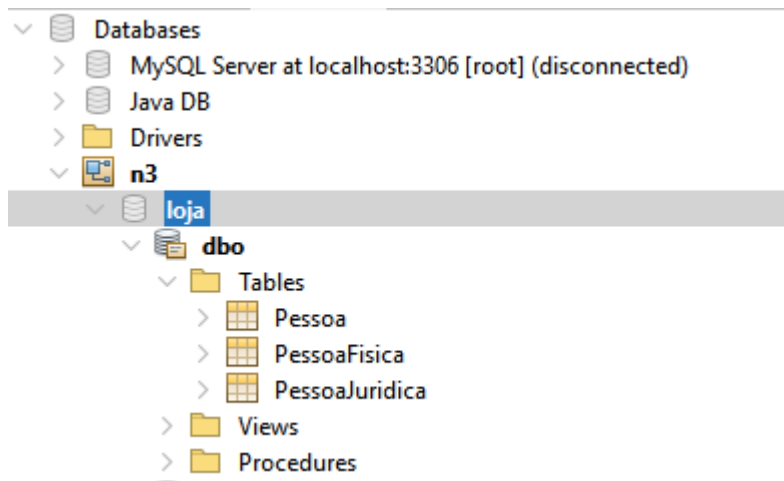 Databases
MySQL Server at localhost:3306 [root] (disconnected)
Java DB
Drivers
n3
loja
dbo
Tables
Pessoa
PessoaFisica
PessoaJuridica
Views
Procedures